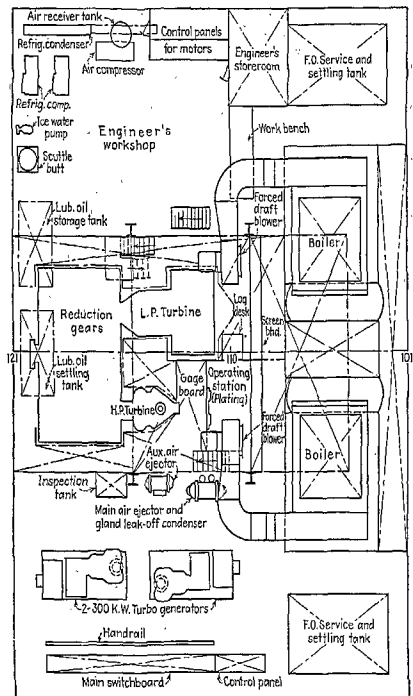 Air receiver tank
Refrig. condenser
Control panels
for motors
Air compressor
Engineer's
storeroom
F.O. Service and
settling tank
Refrig. comp.
Ice water
pump
Engineer's
workshop
Work bench
Scuttle
butt
Lub. oil
storage tank
Forced
draft
blower
Boiler
Reduction
gears
L.P. Turbine
Log
desk
Screen
bhd.
121
110
101
Lub. oil
settling
tank
Gage
board
Operating
station
(Plating)
H.P. Turbine
Forced
draft
blower
Aux. air
ejector
Boiler
Inspection
tank
Main air ejector and
gland leak-off condenser
2-300 K.W. Turbo generators
Handrail
F.O. Service and
settling tank
Main switchboard
Control panel